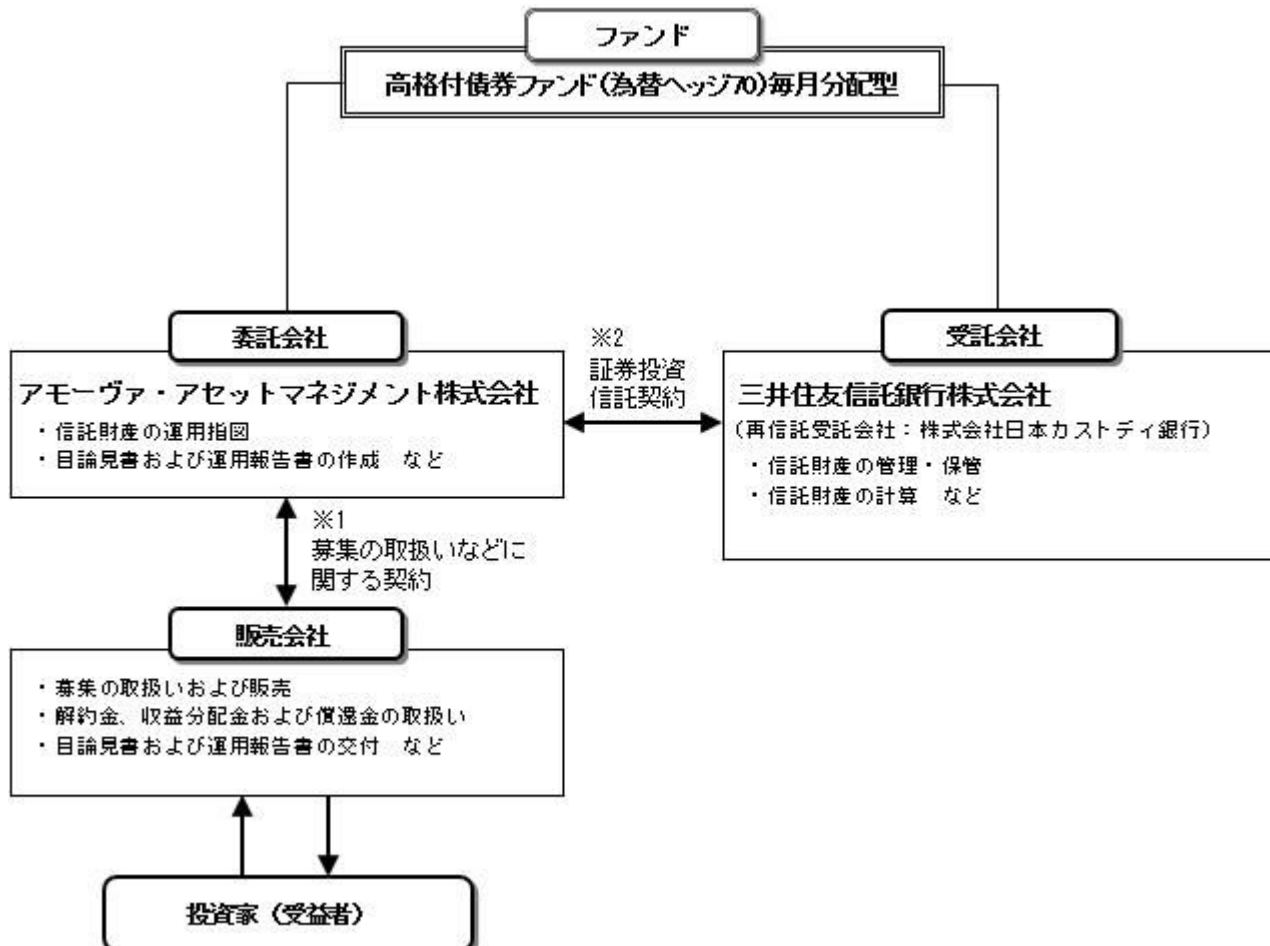 ファンド
高格付債券ファンド(為替ヘッジ70)毎月分配型
委託会社
アモーヴァ・アセットマネジメント株式会社
・信託財産の運用指図
・目論見書および運用報告書の作成 など
※2
証券投資
信託契約
受託会社
三井住友信託銀行株式会社
(再信託受託会社:株式会社日本カストディ銀行)
・信託財産の管理・保管
・信託財産の計算 など
※1
募集の取扱いなどに
関する契約
販売会社
・募集の取扱いおよび販売
・解約金、収益分配金および償還金の取扱い
・目論見書および運用報告書の交付 など
投資家(受益者)